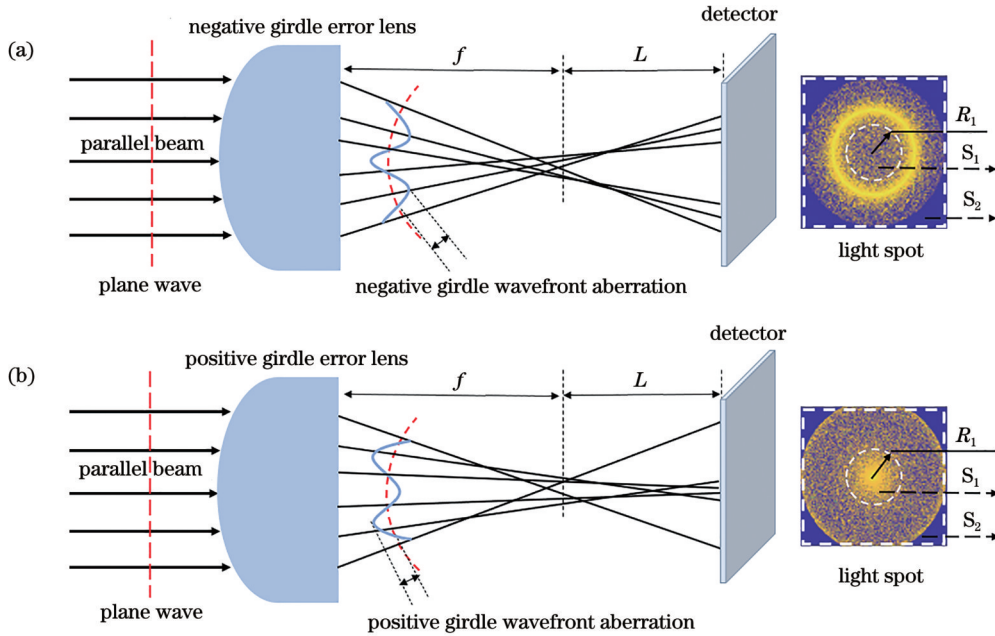 (a)
negative girdle error lens
detector
f
L
parallel beam
R1
S1
S2
plane wave
negative girdle wavefront aberration
light spot
(b)
positive girdle error lens
detector
f
L
parallel beam
R1
S1
S2
plane wave
positive girdle wavefront aberration
light spot